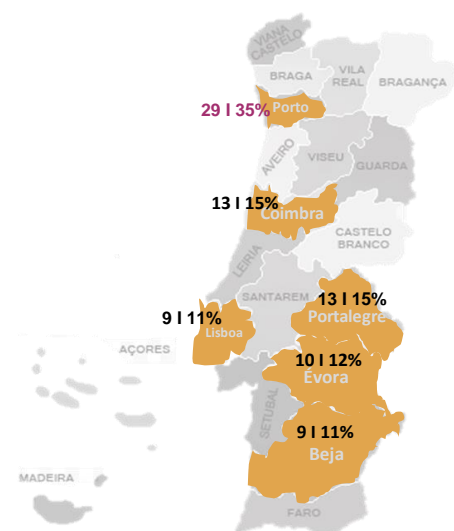 VIANA
CASTELO
BRAGA
VILA
REAL
BRAGANÇA
29 I 35%
Porto
AVEIRO
VISEU
GUARDA
13 I 15%
Coimbra
CASTELO
BRANCO
LEIRIA
SANTAREM
13 I 15%
Portalegre
9 I 11%
Lisboa
AÇORES
10 I 12%
Évora
SETUBAL
9 I 11%
Beja
MADEIRA
FARO